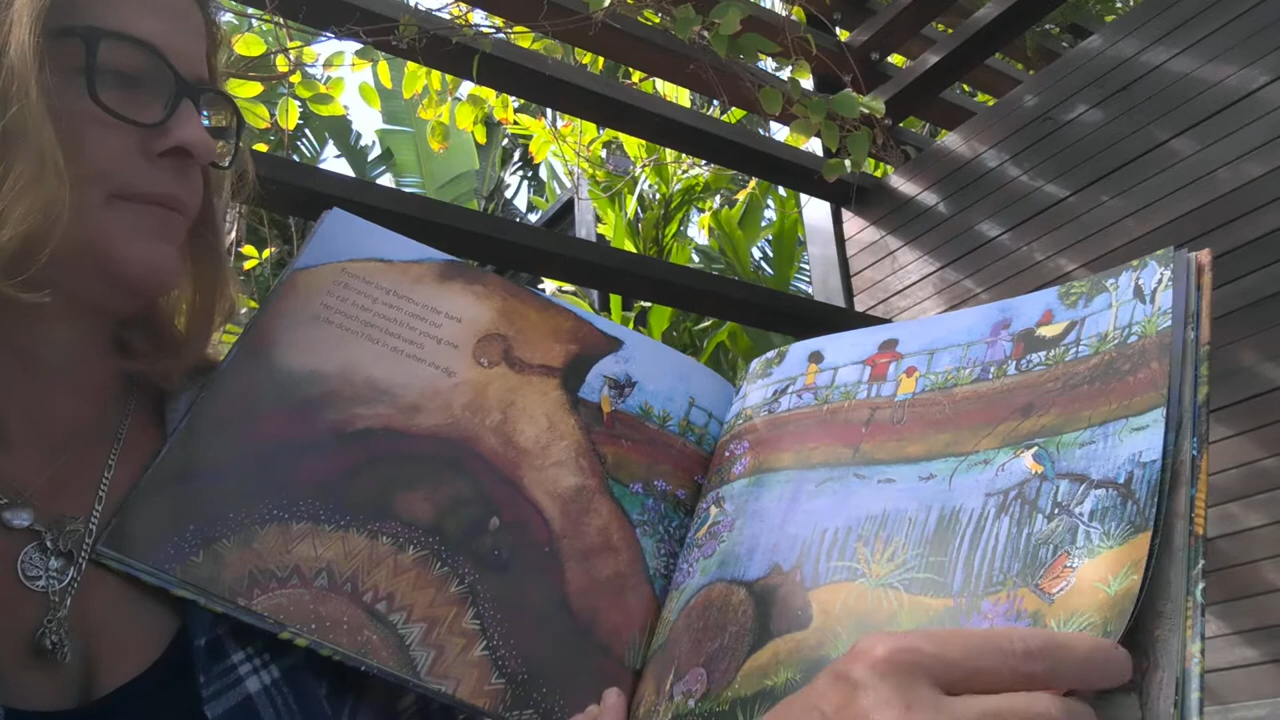 From her long burrow in the bank
of Birrarung, warin comes out
to eat. In her pouch is her young one.
Her pouch opens backwards
so she doesn't flick in dirt when she digs.